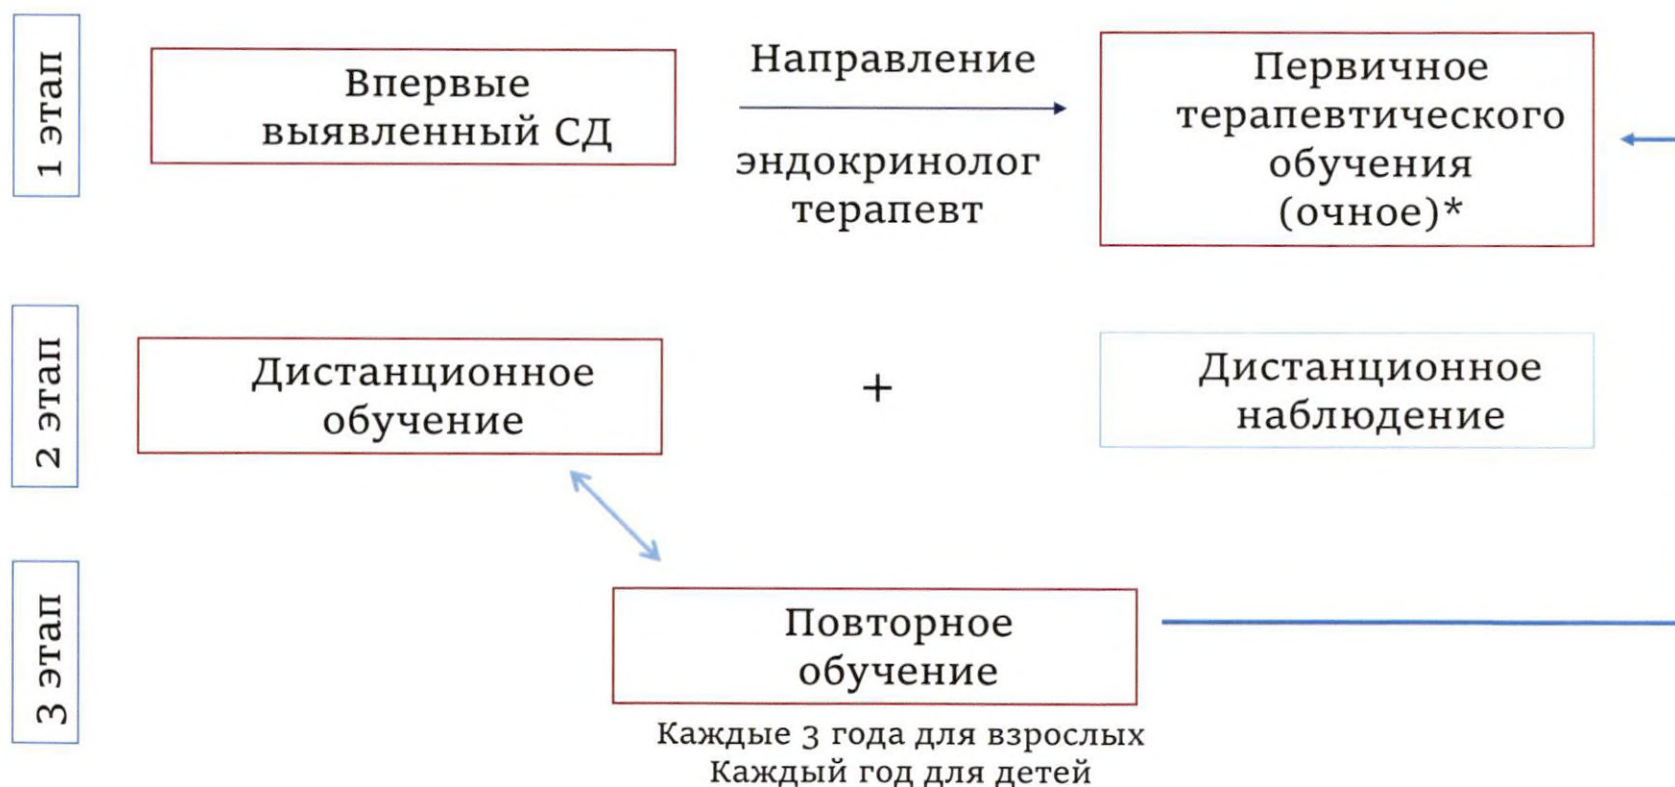 1 этап
Впервые
выявленный СД
Направление
эндокринолог
терапевт
Первичное
терапевтического
обучения
(очное)*
2 этап
Дистанционное
обучение
+
Дистанционное
наблюдение
3 этап
Повторное
обучение
Каждые 3 года для взрослых
Каждый год для детей